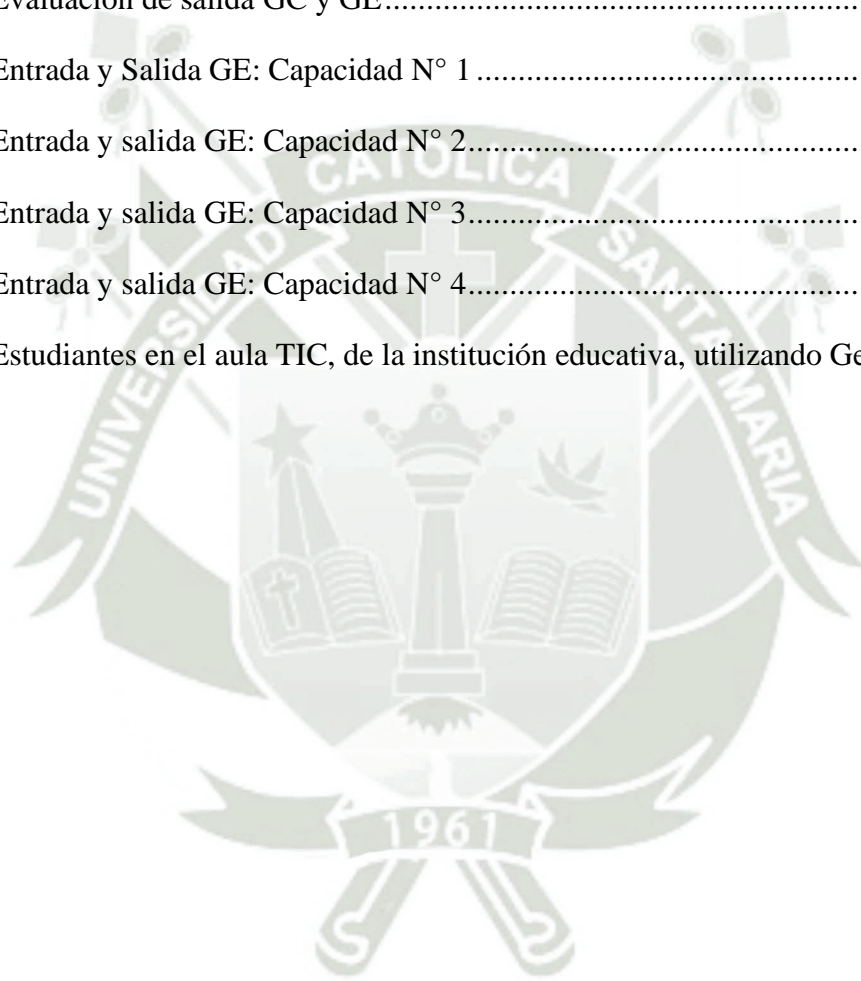 Evaluación de salida GC y GE..........................................................
Entrada y Salida GE: Capacidad N° 1 ..............................................
Entrada y salida GE: Capacidad N° 2...............................................
Entrada y salida GE: Capacidad N° 3...............................................
Entrada y salida GE: Capacidad N° 4...............................................
Estudiantes en el aula TIC, de la institución educativa, utilizando
UNIVERSIDAD CATOLICA SANTA MARIA
1961